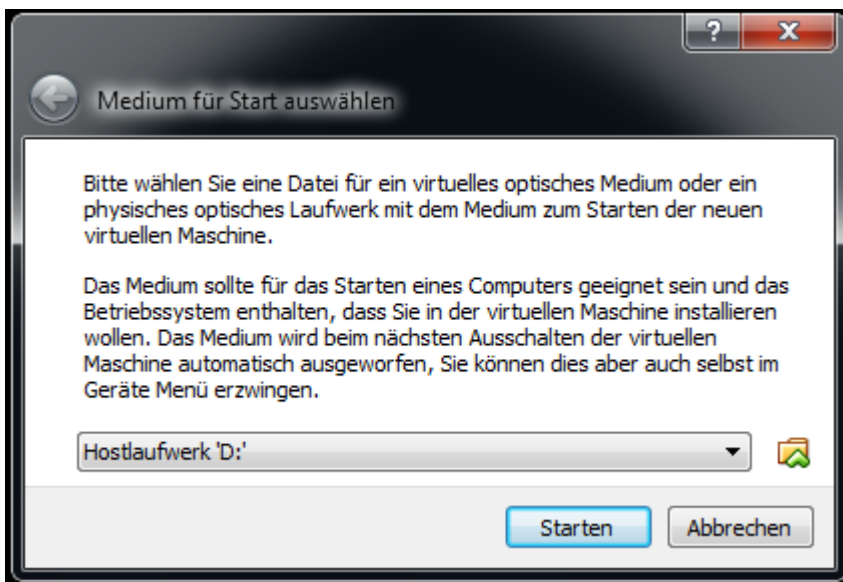 ?
x
Medium für Start auswählen
Bitte wählen Sie eine Datei für ein virtuelles optisches Medium oder ein
physisches optisches Laufwerk mit dem Medium zum Starten der neuen
virtuellen Maschine.
Das Medium sollte für das Starten eines Computers geeignet sein und das
Betriebssystem enthalten, dass Sie in der virtuellen Maschine installieren
wollen. Das Medium wird beim nächsten Ausschalten der virtuellen
Maschine automatisch ausgeworfen, Sie können dies aber auch selbst im
Geräte Menü erzwingen.
Hostlaufwerk 'D:'
Starten
Abbrechen